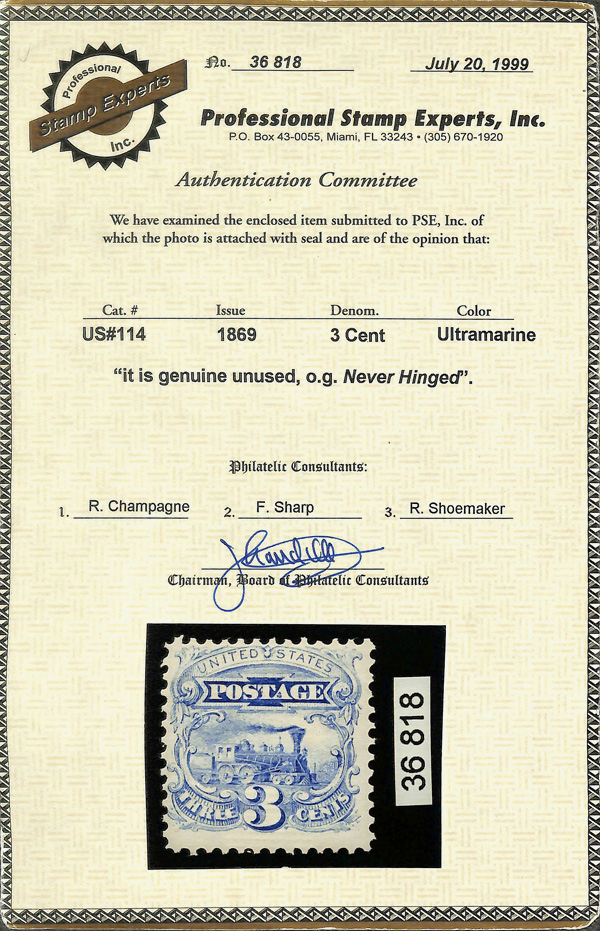 Professional
Stamp Experts
Inc.
No. 36 818
July 20, 1999
Professional Stamp Experts, Inc.
P.O. Box 43-0055, Miami, FL 33243 • (305) 670-1920
Authentication Committee
We have examined the enclosed item submitted to PSE, Inc. of
which the photo is attached with seal and are of the opinion that:
Cat. # Issue Denom. Color
US#114 1869 3 Cent Ultramarine
“it is genuine unused, o.g. Never Hinged”.
Philatelic Consultants:
1. R. Champagne 2. F. Sharp 3. R. Shoemaker
Chairman, Board of Philatelic Consultants
UNITED STATES
POSTAGE
THREE 3 CENTS
36 818